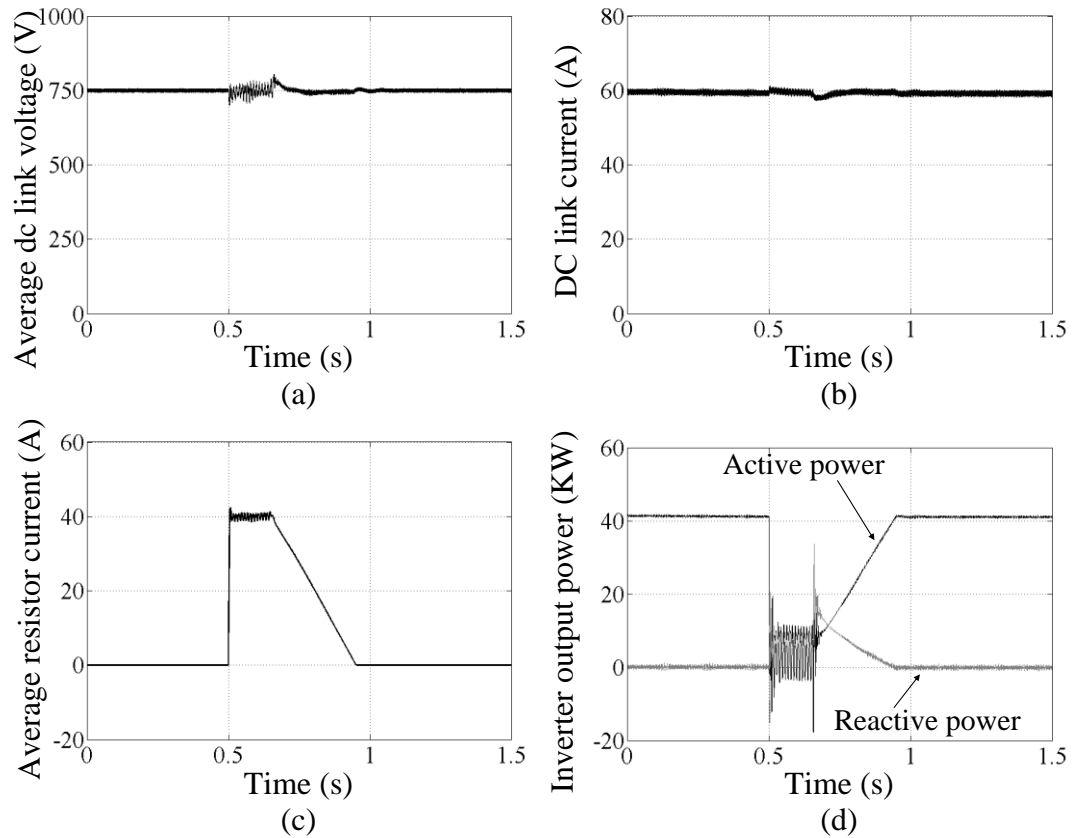 Average dc link voltage (V)
1000
750
500
250
0
0
0.5
1
1.5
Time (s)
(a)
DC link current (A)
80
60
40
20
0
0
0.5
1
1.5
Time (s)
(b)
Average resistor current (A)
60
40
20
0
-20
0
0.5
1
1.5
Time (s)
(c)
Inverter output power (KW)
60
40
20
0
-20
Active power
Reactive power
0
0.5
1
1.5
Time (s)
(d)